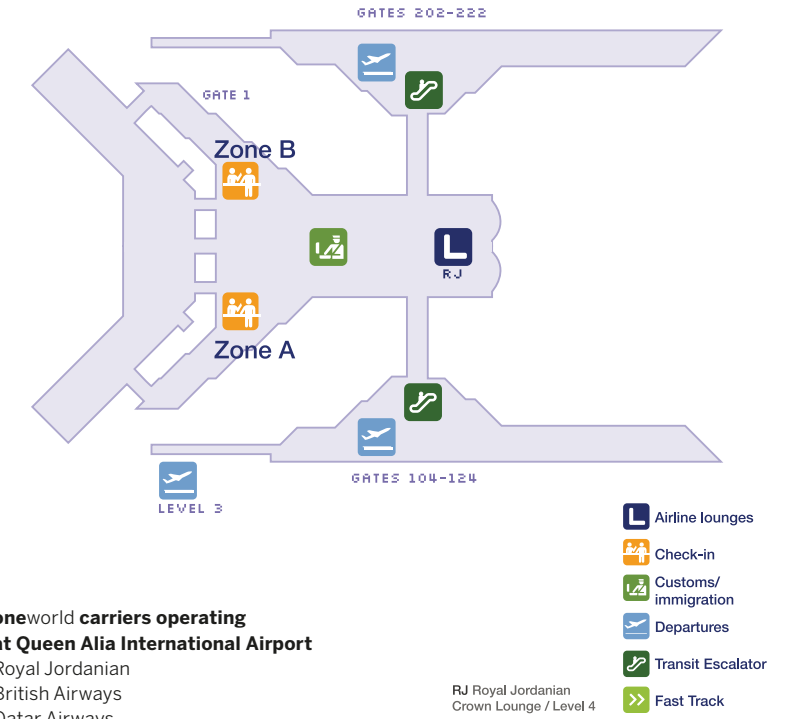 GATES 202-222
GATE 1
Zone B
RJ
Zone A
GATES 104-124
LEVEL 3
Airline lounges
Check-in
Customs/
immigration
Departures
Transit Escalator
Fast Track
oneworld carriers operating
at Queen Alia International Airport
Royal Jordanian
British Airways
Qatar Airways
RJ Royal Jordanian
Crown Lounge / Level 4